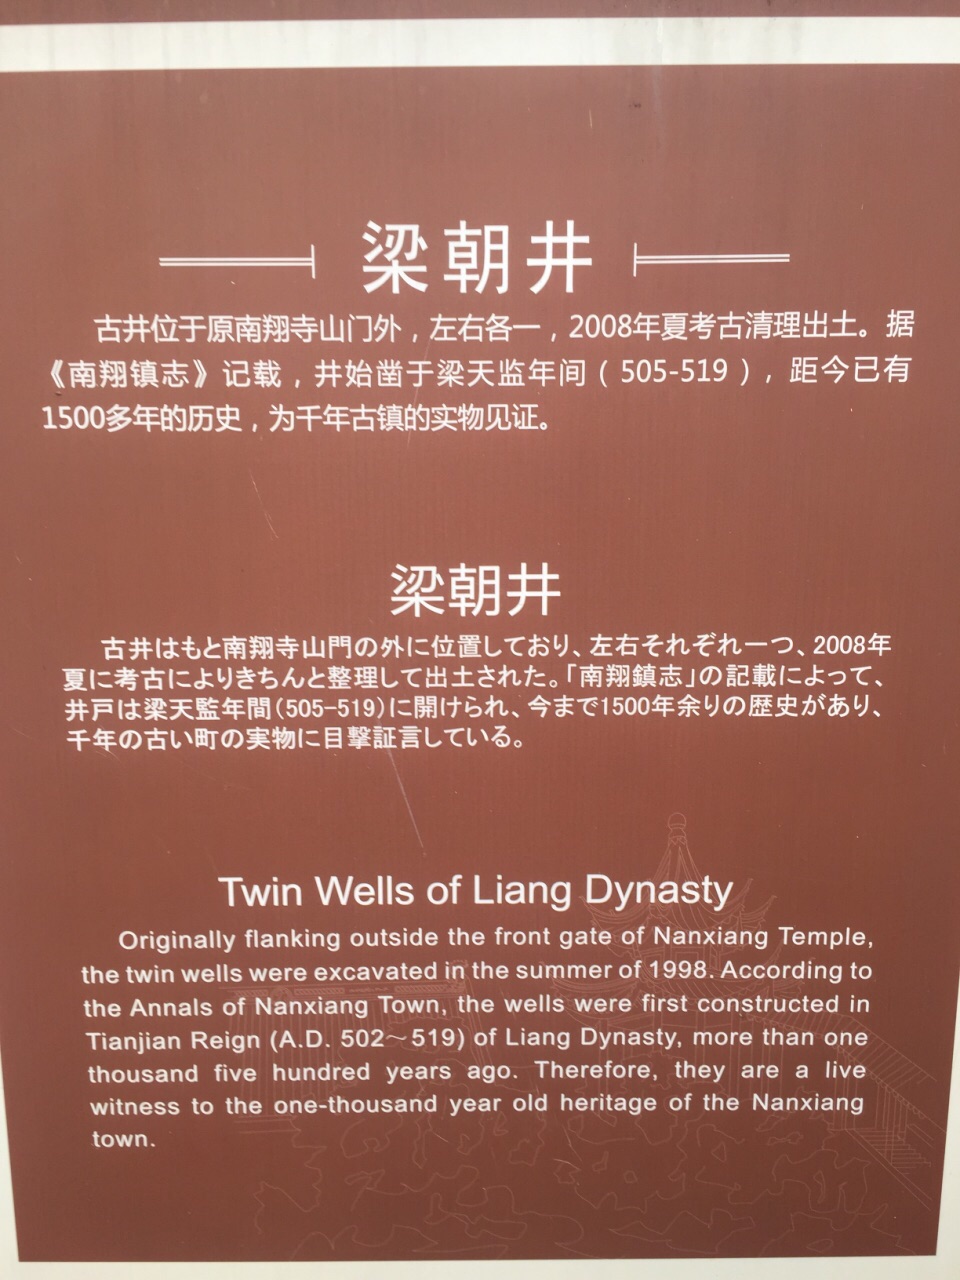 梁朝井
古井位于原南翔寺山门外，左右各一，2008年夏考古清理出土。据
《南翔镇志》记载，井始凿于梁天监年间（505-519），距今已有
1500多年的历史，为千年古镇的实物见证。
梁朝井
古井はもと南翔寺山門の外に位置しており、左右それぞれ一つ、2008年
夏に考古によりきちんと整理して出土された。「南翔鎮志」の記載によって、
井戸は梁天監年間（505-519）に開けられ、今まで1500年余りの歴史があり、
千年の古い町の実物に目撃証言している。
Twin Wells of Liang Dynasty
Originally flanking outside the front gate of Nanxiang Temple,
the twin wells were excavated in the summer of 1998. According to
the Annals of Nanxiang Town, the wells were first constructed in
Tianjian Reign (A.D. 502～519) of Liang Dynasty, more than one
thousand five hundred years ago. Therefore, they are a live
witness to the one-thousand year old heritage of the Nanxiang
town.